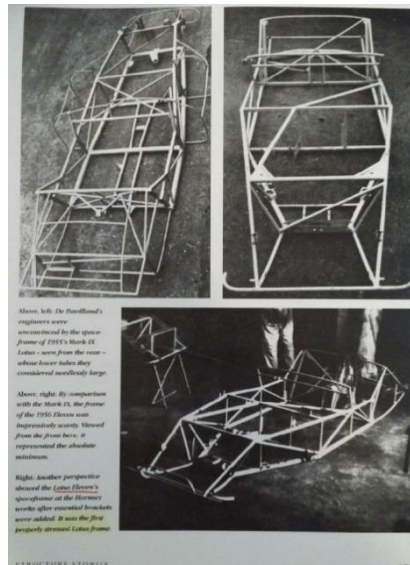 Above, left: De Havilland's
engineers were
unconvinced by the space-
frame of 1955's Mark IX
Lotus – seen from the rear –
whose lower tubes they
considered needlessly large.
Above, right: By comparison
with the Mark IX, the frame
of the 1956 Eleven was
impressively scanty. Viewed
from the front here, it
represented the absolute
minimum.
Right: Another perspective
showed the Lotus Eleven's
spaceframe at the Hornsey
works after essential brackets
were added. It was the first
properly stressed Lotus frame
STRUCTURE STORIES